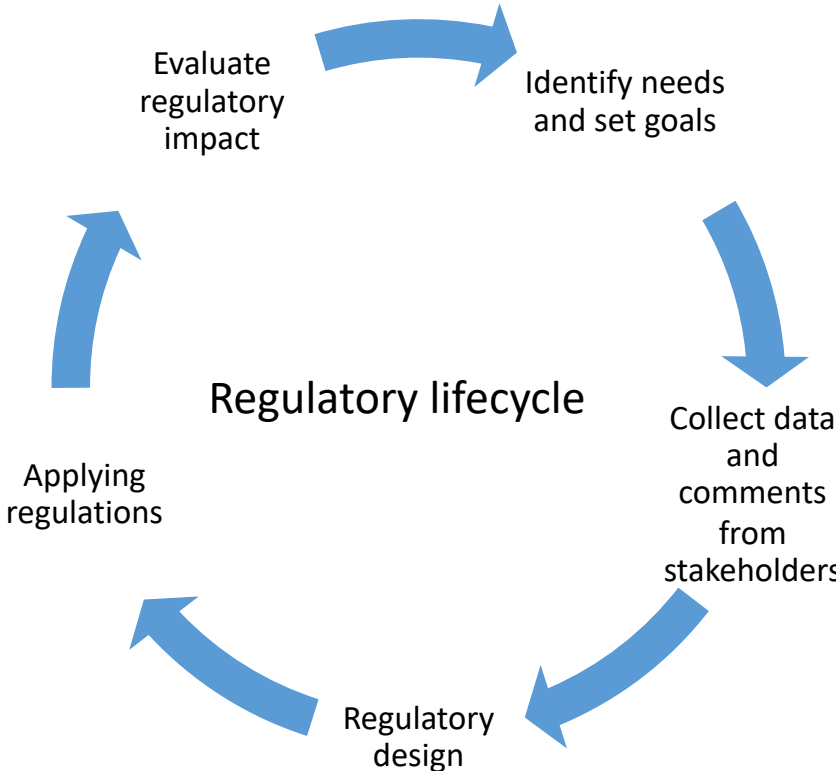 Evaluate
regulatory
impact
Identify needs
and set goals
Regulatory lifecycle
Collect data
and
comments
from
stakeholders
Applying
regulations
Regulatory
design